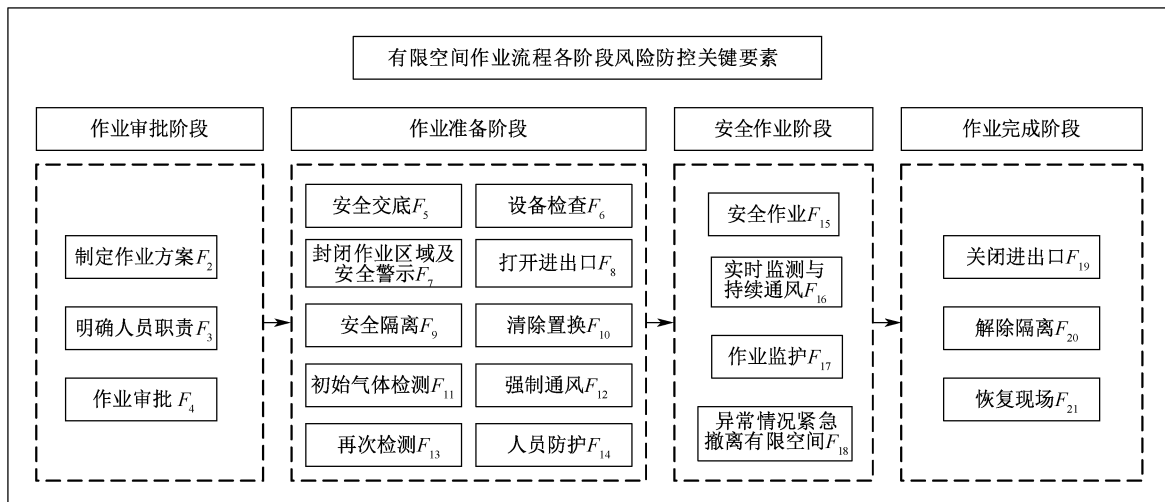 有限空间作业流程各阶段风险防控关键要素
作业审批阶段
制定作业方案F2
明确人员职责F3
作业审批 F4
作业准备阶段
安全交底F5
设备检查F6
封闭作业区域及
安全警示F7
打开进出口F8
安全隔离F9
清除置换F10
初始气体检测F11
强制通风F12
再次检测F13
人员防护F14
安全作业阶段
安全作业F15
实时监测与
持续通风F16
作业监护F17
异常情况紧急
撤离有限空间F18
作业完成阶段
关闭进出口F19
解除隔离F20
恢复现场F21